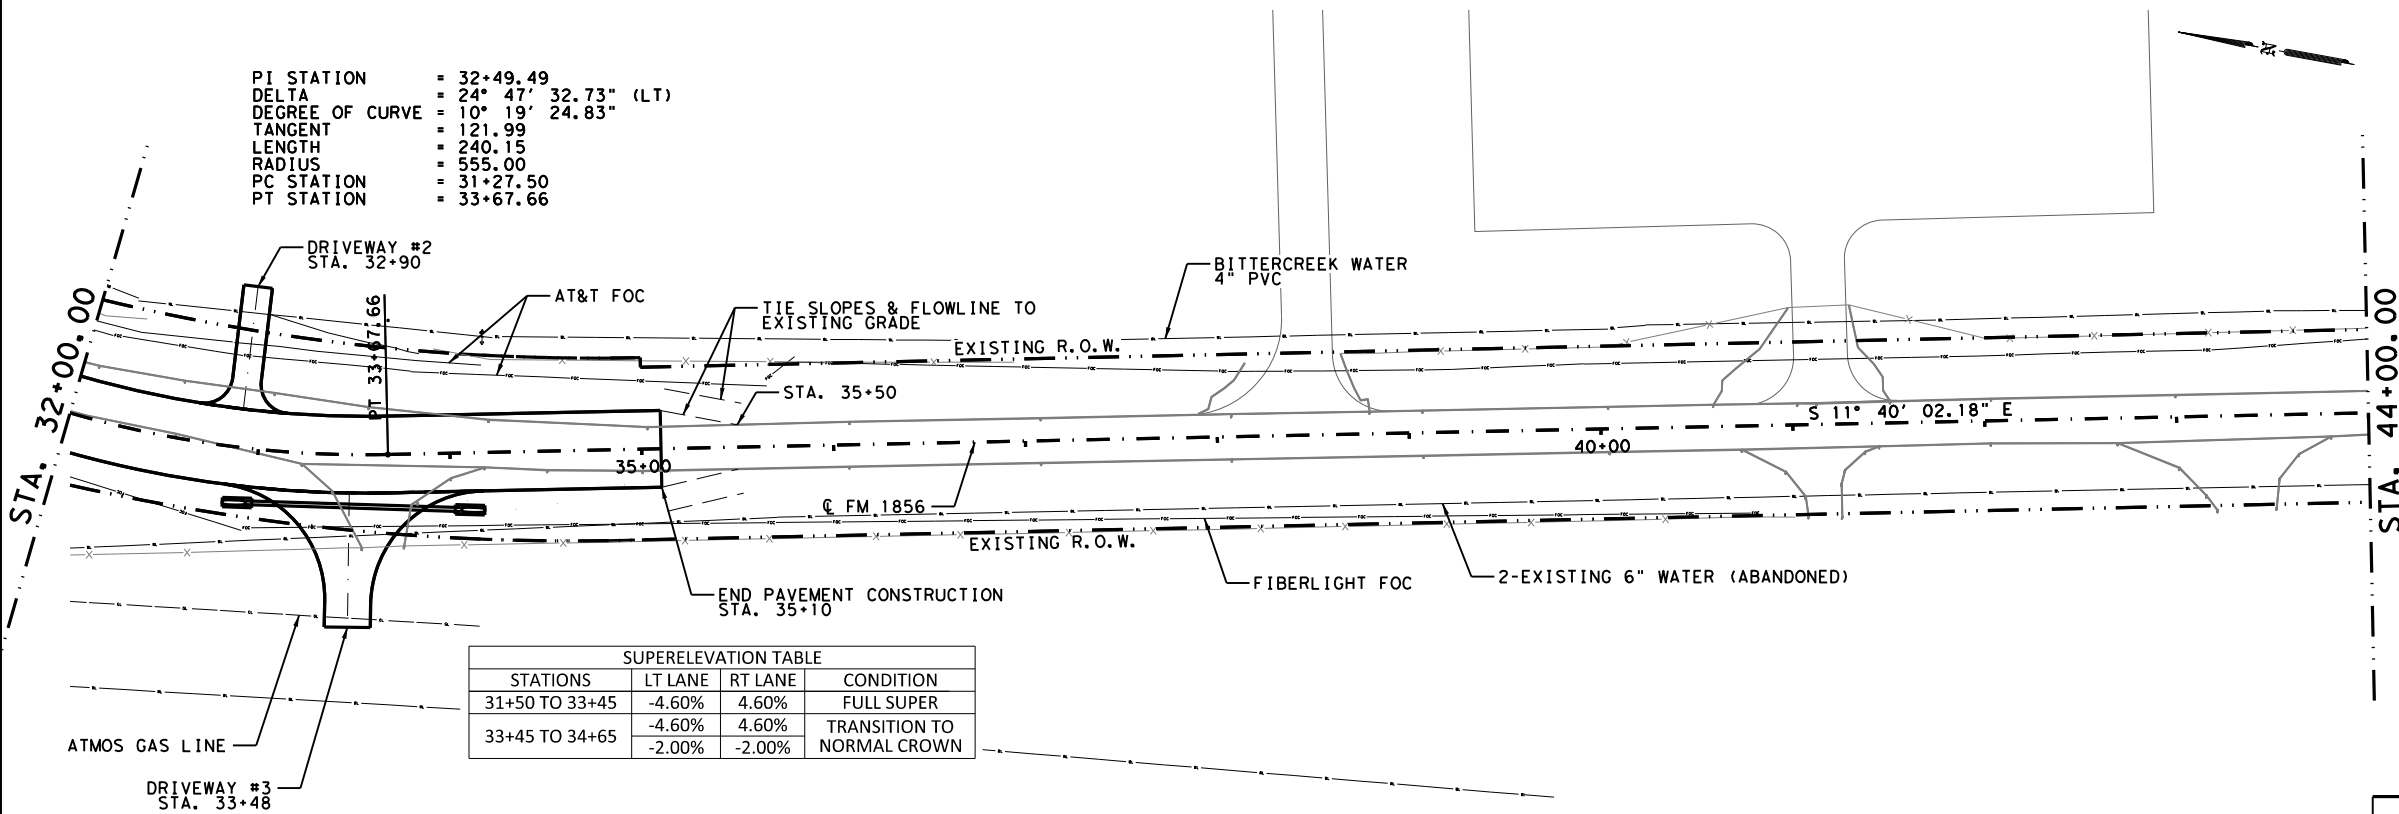 PI STATION = 32+49.49
DELTA = 24° 47' 32.73" (LT)
DEGREE OF CURVE = 10° 19' 24.83"
TANGENT = 121.99
LENGTH = 240.15
RADIUS = 555.00
PC STATION = 31+27.50
PT STATION = 33+67.66
N
DRIVEWAY #2
STA. 32+90
AT&T FOC
PT 33+67.66
TIE SLOPES & FLOWLINE TO
EXISTING GRADE
BITTERCREEK WATER
4" PVC
EXISTING R.O.W.
STA. 35+50
STA. 32+00.00
STA. 44+00.00
S 11° 40' 02.18" E
35+00
40+00
℄ FM 1856
EXISTING R.O.W.
END PAVEMENT CONSTRUCTION
STA. 35+10
FIBERLIGHT FOC
2-EXISTING 6" WATER (ABANDONED)
SUPERELEVATION TABLE
STATIONS LT LANE RT LANE CONDITION
31+50 TO 33+45 -4.60% 4.60% FULL SUPER
33+45 TO 34+65 -4.60% 4.60% TRANSITION TO
-2.00% -2.00% NORMAL CROWN
ATMOS GAS LINE
DRIVEWAY #3
STA. 33+48